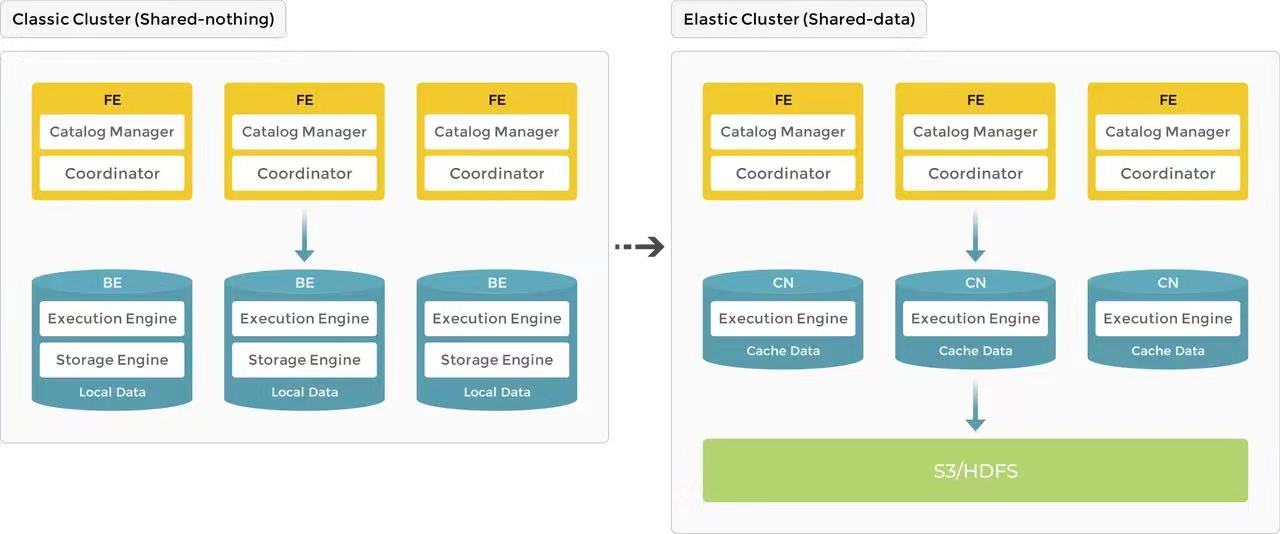 Classic Cluster (Shared-nothing)
FE
Catalog Manager
Coordinator
FE
Catalog Manager
Coordinator
FE
Catalog Manager
Coordinator
BE
Execution Engine
Storage Engine
Local Data
BE
Execution Engine
Storage Engine
Local Data
BE
Execution Engine
Storage Engine
Local Data
Elastic Cluster (Shared-data)
FE
Catalog Manager
Coordinator
FE
Catalog Manager
Coordinator
FE
Catalog Manager
Coordinator
CN
Execution Engine
Cache Data
CN
Execution Engine
Cache Data
CN
Execution Engine
Cache Data
S3/HDFS